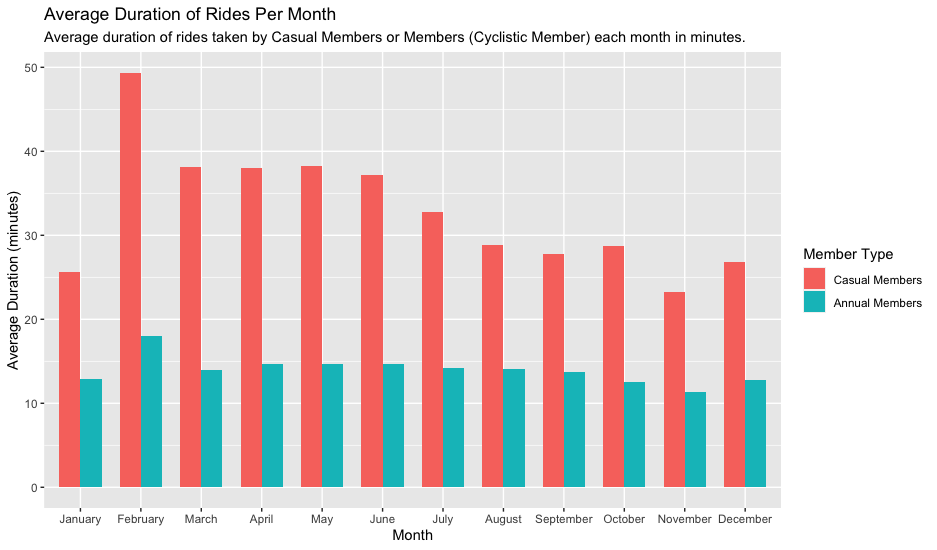 Average Duration of Rides Per Month
Average duration of rides taken by Casual Members or Members (Cyclistic Member) each month in minutes.
Average Duration (minutes)
50
40
30
20
10
0
January February March April May June July August September October November December
Month
Member Type
Casual Members
Annual Members